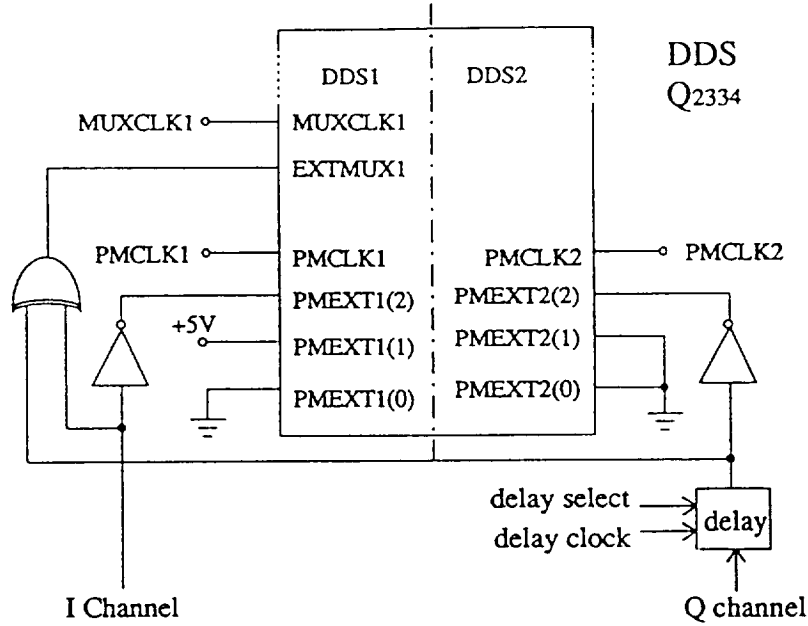 DDS
Q2334
DDS1
DDS2
MUXCLK1
MUXCLK1
EXTMUX1
PMCLK1
PMCLK1
PMCLK2
PMCLK2
PMEXT1(2)
PMEXT2(2)
+5V
PMEXT1(1)
PMEXT2(1)
PMEXT1(0)
PMEXT2(0)
delay select
delay clock
delay
I Channel
Q channel